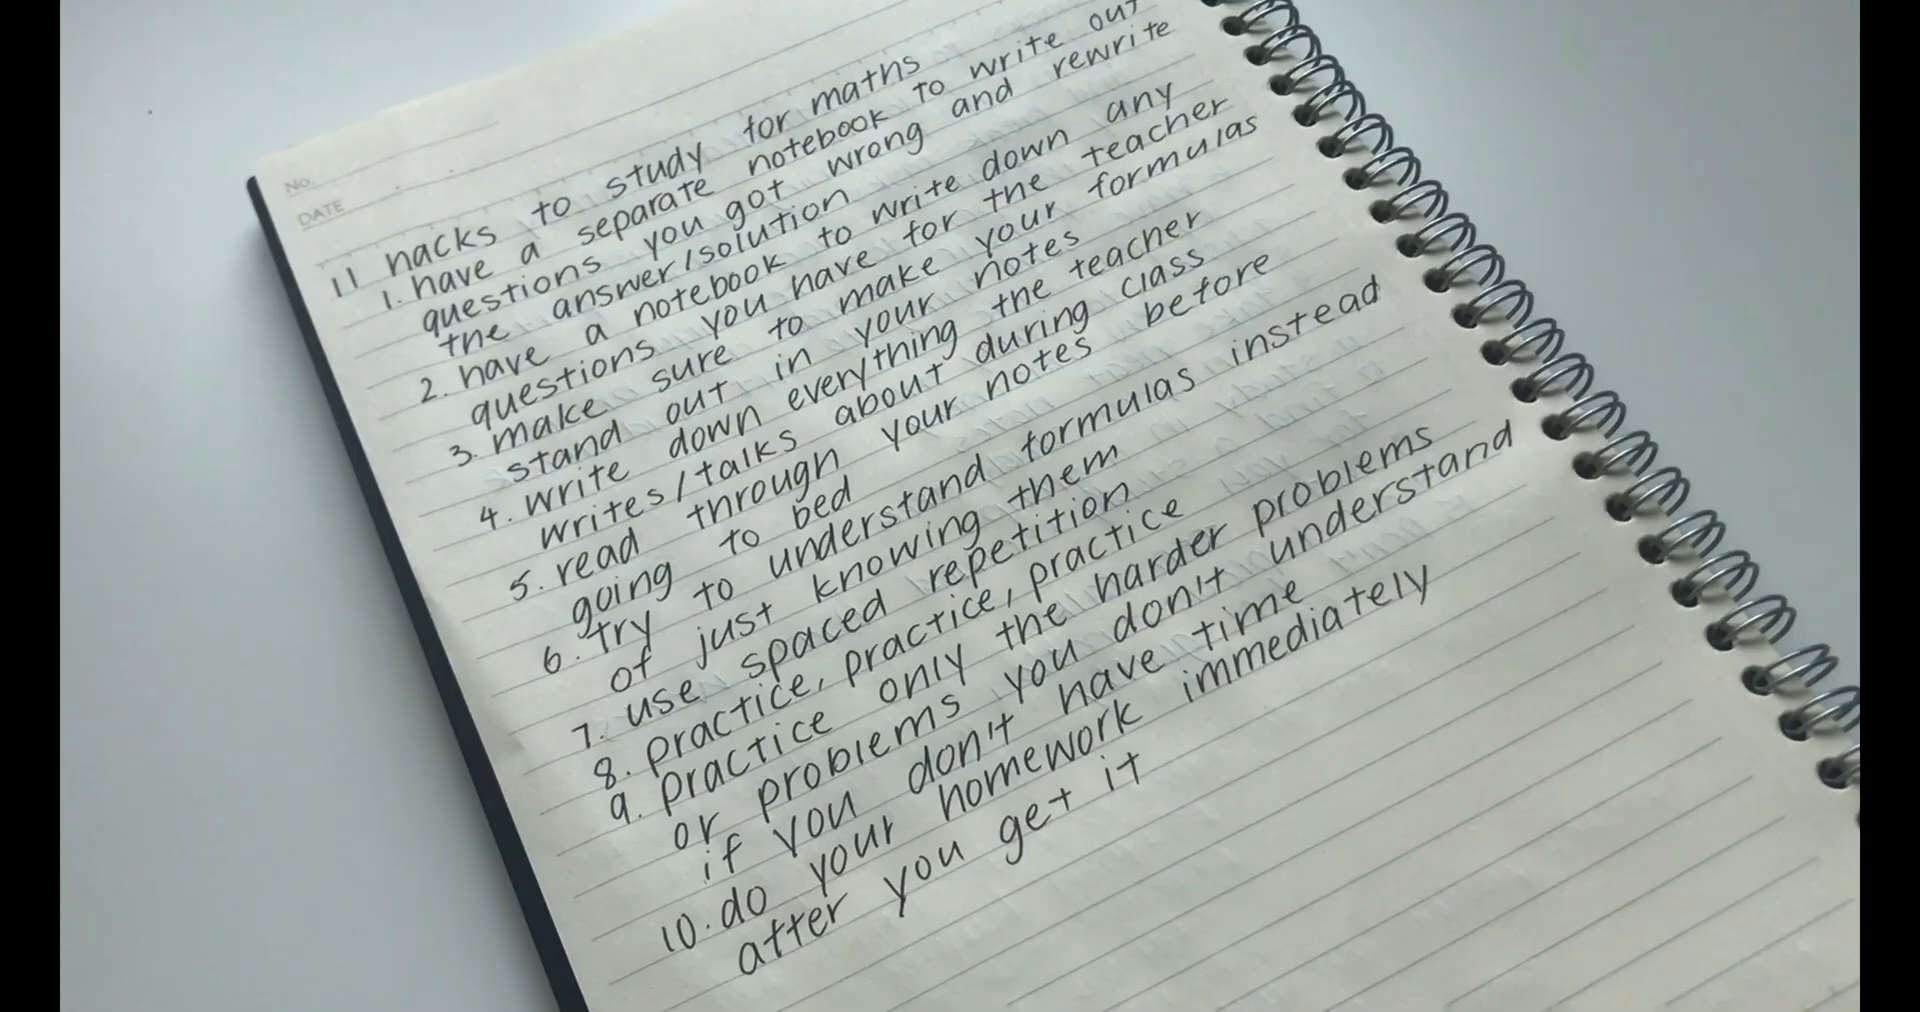 No.
DATE
11 hacks to study for maths
1. have a separate notebook to write out
questions you got wrong and rewrite
the answer/solution
2. have a notebook to write down any
questions you have for the teacher
3. make sure to make your formulas
stand out in your notes
4. write down everything the teacher
writes/talks about during class
5. read through your notes before
going to bed
6. try to understand formulas instead
of just knowing them
7. use spaced repetition
8. practice, practice, practice
9. practice only the harder problems
or problems you don't understand
if you don't have time
10. do your homework immediately
after you get it